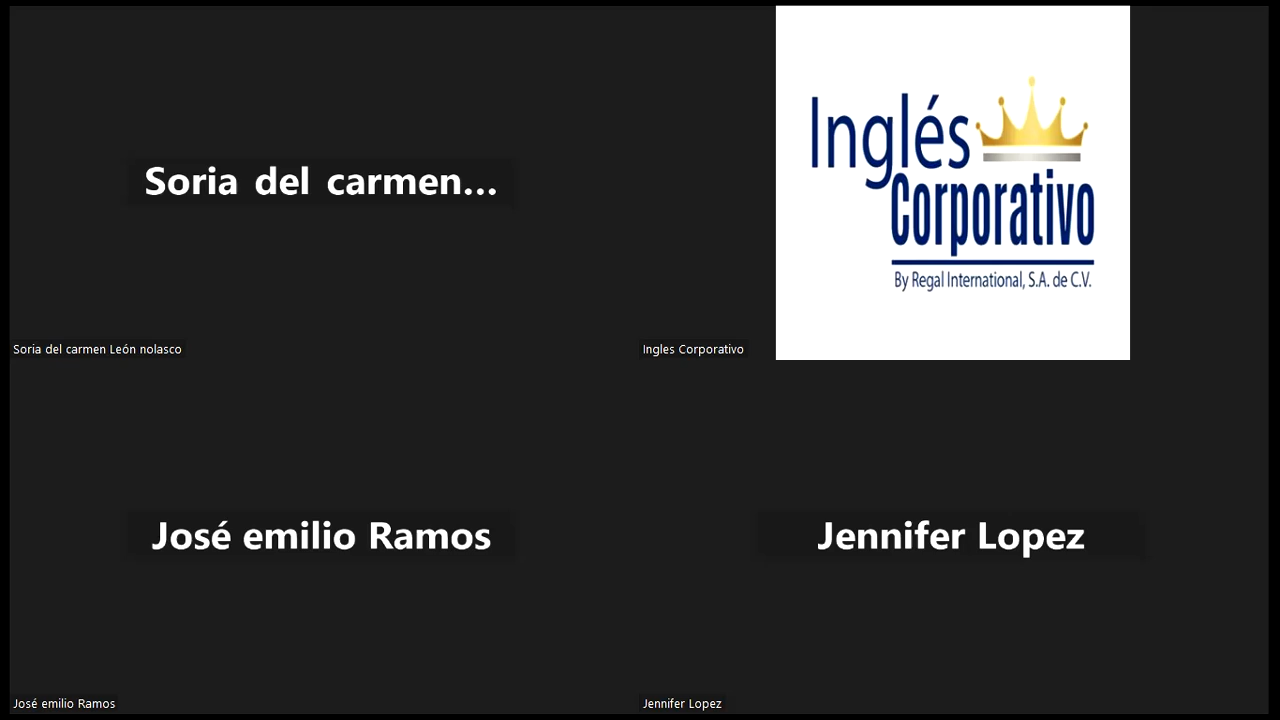 Soria del carmen...
Soria del carmen León nolasco
Inglés
Corporativo
By Regal International, S.A. de C.V.
Ingles Corporativo
José emilio Ramos
José emilio Ramos
Jennifer Lopez
Jennifer Lopez